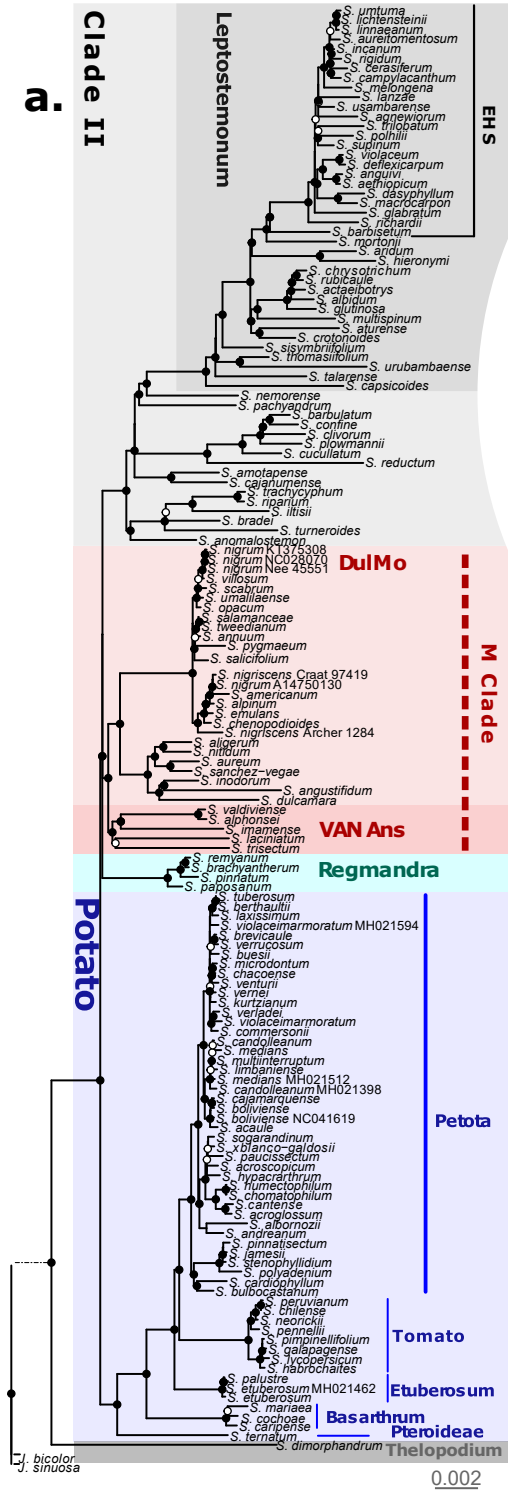 a.
Clade II
Leptostemonum
EHS
S. umtuma
S. lichtensteinii
S. linnaeanum
S. aureitomentosum
S. incanum
S. rigidum
S. cerasiferum
S. campylacanthum
S. melongena
S. lanzae
S. usambarense
S. agnewiorum
S. trilobatum
S. polhilii
S. supinum
S. violaceum
S. deflexicarpum
S. anguivi
S. aethiopicum
S. dasyphyllum
S. macrocarpon
S. glabratum
S. richardii
S. barbisetum
S. mortonii
S. aridum
S. hieronymi
S. chrysotrichum
S. rubicaule
S. actaeibotrys
S. albidum
S. glutinosa
S. multispinum
S. aturense
S. crotonoides
S. sisymbriifolium
S. thomasiifolium
S. urubambaense
S. talarense
S. capsicoides
S. nemorense
S. pachyandrum
S. barbulatum
S. confine
S. clivorum
S. plowmannii
S. cucullatum
S. reductum
S. amotapense
S. cajanumense
S. trachycyphum
S. riparium
S. iltisii
S. bradei
S. turneroides
S. anomalostemon
S. nigrum KT375308
S. nigrum NC028070
DulMo
S. nigrum Nee 45551
S. villosum
S. scabrum
S. umalilaense
S. opacum
S. salamanceae
S. tweedianum
S. annuum
S. pygmaeum
S. salicifolium
M Clade
S. nigriscens Craat 97419
S. nigrum A14750130
S. americanum
S. alpinum
S. emulans
S. chenopodioides
S. nigriscens Archer 1284
S. aligerum
S. nitidum
S. aureum
S. sanchez-vegae
S. inodorum
S. angustifidum
S. dulcamara
S. valdiviense
S. alphonsei
VANAns
S. imamense
S. laciniatum
S. trisectum
S. remyanum
S. brachyantherum
Regmandra
S. pinnatum
S. paposanum
Potato
S. tuberosum
S. berthaultii
S. laxissimum
S. violaceimarmoratum MH021594
S. brevicaule
S. verrucosum
S. buesii
S. microdontum
S. chacoense
S. venturii
S. vernei
S. kurtzianum
S. verladei
S. violaceimarmoratum
S. commersonii
S. candolleanum
S. medians
S. multiinterruptum
S. limbaniense
S. medians MH021512
S. candolleanum MH021398
S. cajamarquense
S. boliviense
S. boliviense NC041619
Petota
S. acaule
S. sogarandinum
S. xblanco-galdosii
S. paucissectum
S. acroscopicum
S. hypacrarthrum
S. humectophilum
S. chomatophilum
S. cantense
S. acroglossum
S. albornozii
S. andreanum
S. pinnatisectum
S. jamesii
S. stenophyllidium
S. polyadenium
S. cardiophyllum
S. bulbocastanum
S. peruvianum
S. chilense
S. neorickii
S. pennellii
Tomato
S. pimpinellifolium
S. galapagense
S. lycopersicum
S. habrochaites
S. palustre
S. etuberosum MH021462
Etuberosum
S. etuberosum
S. mariaea
S. cochoae
Basarthrum
S. caripense
S. ternatum
Pteroideae
S. dimorphandrum
Thelopodium
J. bicolor
J. sinuosa
0.002